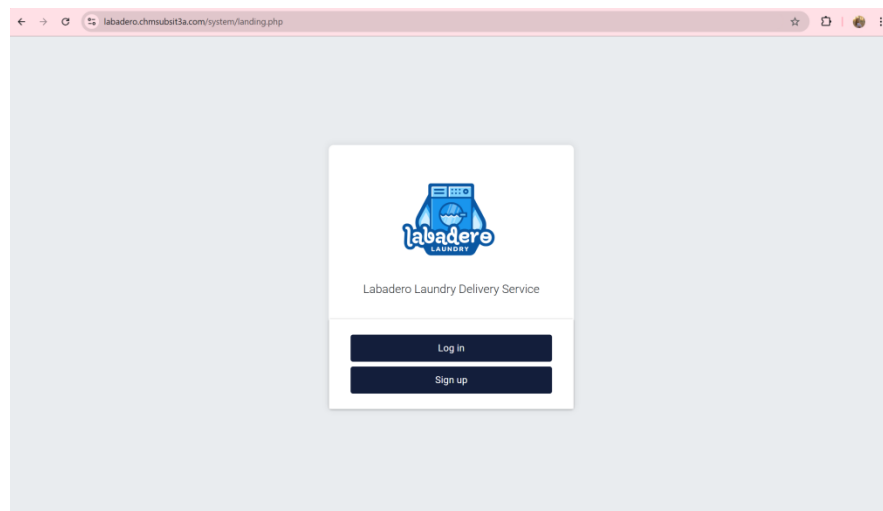 labadero.chmsubsit3a.com/system/landing.php
labadero
LAUNDRY
Labadero Laundry Delivery Service
Log in
Sign up